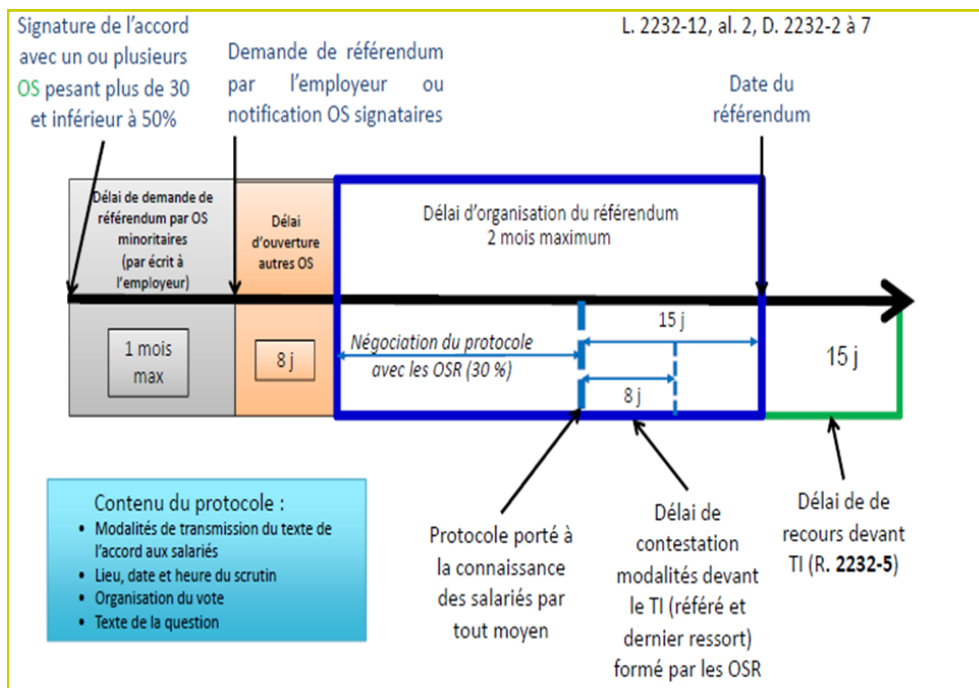 Signature de l’accord
avec un ou plusieurs
OS pesant plus de 30
et inférieur à 50%
Demande de référendum
par l’employeur ou
notification OS signataires
L. 2232-12, al. 2, D. 2232-2 à 7
Date du
référendum
Délai de demande de
référendum par OS
minoritaires
(par écrit à
l’employeur)
Délai
d’ouverture
autres OS
Délai d’organisation du référendum
2 mois maximum
1 mois
max
8 j
Négociation du protocole
avec les OSR (30 %)
15 j
8 j
15 j
Contenu du protocole :
• Modalités de transmission du texte de
l’accord aux salariés
• Lieu, date et heure du scrutin
• Organisation du vote
• Texte de la question
Protocole porté à
la connaissance
des salariés par
tout moyen
Délai de
contestation
modalités devant
le TI (référé et
dernier ressort)
formé par les OSR
Délai de de
recours devant
TI (R. 2232-5)